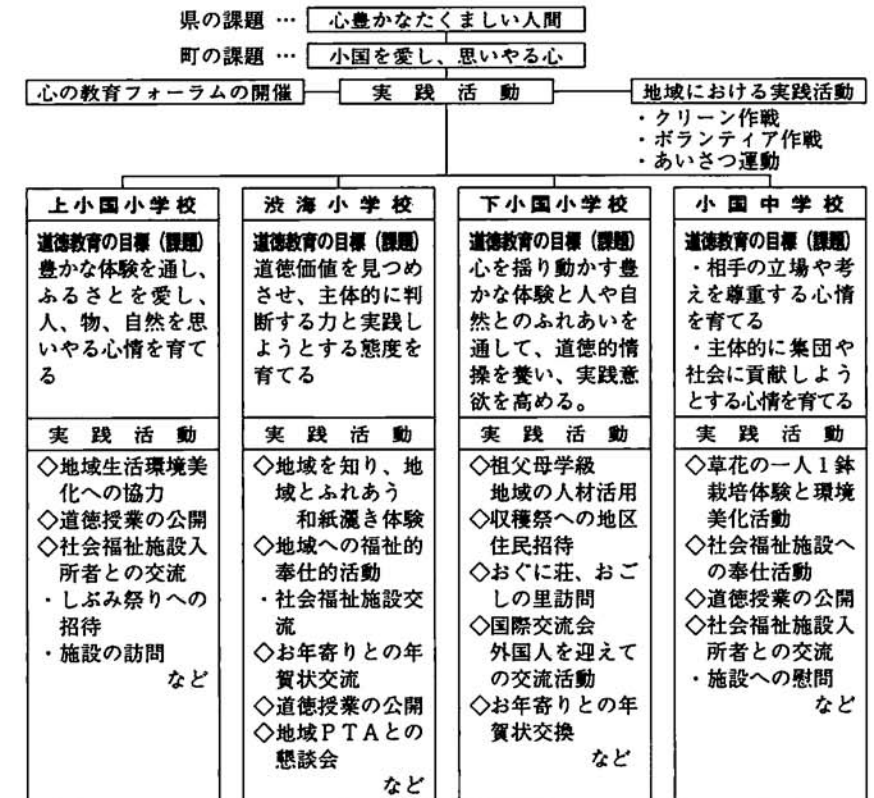 県の課題 … 心豊かなたくましい人間
町の課題 … 小国を愛し、思いやる心
心の教育フォーラムの開催
実践活動
地域における実践活動
・クリーン作戦
・ボランティア作戦
・あいさつ運動
上小国小学校
道徳教育の目標（課題）
豊かな体験を通し、
ふるさとを愛し、
人、物、自然を思
いやる心情を育て
る
実践活動
◇地域生活環境美
化への協力
◇道徳授業の公開
◇社会福祉施設入
所者との交流
・しぶみ祭りへの
招待
・施設の訪問
など
渋海小学校
道徳教育の目標（課題）
道徳価値を見つめ
させ、主体的に判
断する力と実践し
ようとする態度を
育てる
実践活動
◇地域を知り、地
域とふれあう
和紙漉き体験
◇地域への福祉的
奉仕的活動
・社会福祉施設交
流
◇お年寄りとの年
賀状交流
◇道徳授業の公開
◇地域ＰＴＡとの
懇談会
など
下小国小学校
道徳教育の目標（課題）
心を揺り動かす豊
かな体験と人や自
然とのふれあいを
通して、道徳的情
操を養い、実践意
欲を高める。
実践活動
◇祖父母学級
地域の人材活用
◇収穫祭への地区
住民招待
◇おぐに荘、おご
しの里訪問
◇国際交流会
外国人を迎えて
の交流活動
◇お年寄りとの年
賀状交換
など
小国中学校
道徳教育の目標（課題）
・相手の立場や考
えを尊重する心情
を育てる
・主体的に集団や
社会に貢献しよう
とする心情を育てる
実践活動
◇草花の一人１鉢
栽培体験と環境
美化活動
◇社会福祉施設へ
の奉仕活動
◇道徳授業の公開
◇社会福祉施設入
所者との交流
・施設への慰問
など